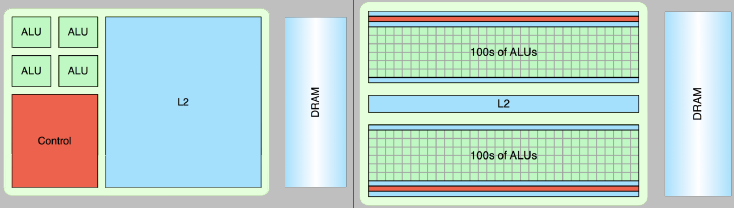 ALU ALU
ALU ALU
Control
L2
DRAM
100s of ALUs
L2
100s of ALUs
DRAM